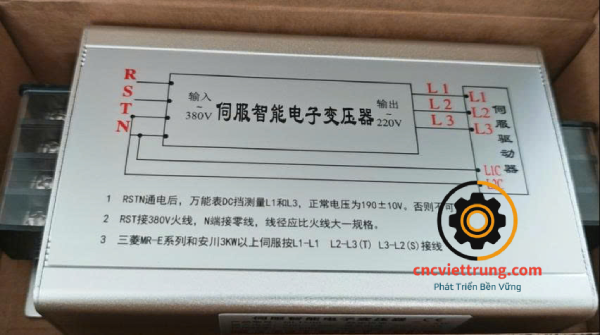 R
S
T
N
输入
~
380V
伺服智能电子变压器
输出
~
220V
L1
L2
L3
L1
L2
L3
伺服驱动器
L1C
1 RSTN通电后，万能表DC挡测量L1和L3，正常电压为190±10V。否则不可
2 RST接380V火线，N端接零线，线径应比火线大一规格。
3 三菱MR-E系列和安川3KW以上伺服按L1-L1 L2-L3(T) L3-L2(S)接线
cncviettrung.com
Phát Triển Bền Vững